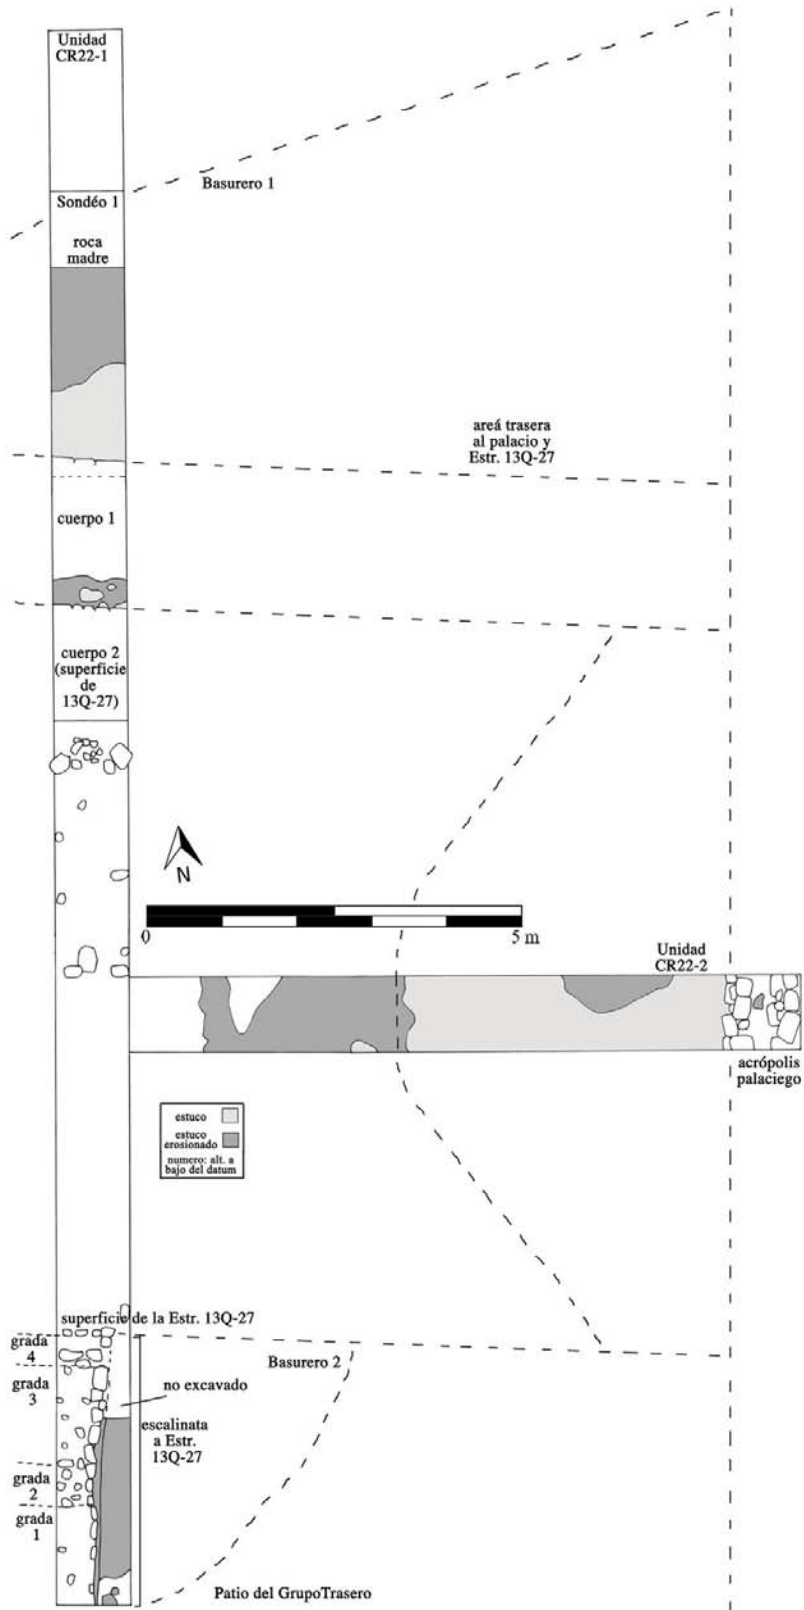 Unidad
CR22-1
Basurero 1
Sondéo 1
roca
madre
areá trasera
al palacio y
Estr. 13Q-27
cuerpo 1
cuerpo 2
(superficie
de
13Q-27)
N
0
5 m
Unidad
CR22-2
acrópolis
palaciego
estuco
estuco
erosionado
numero: alt. a
bajo del datum
superficie de la Estr. 13Q-27
grada
4
Basurero 2
grada
3
no excavado
escalinata
a Estr.
13Q-27
grada
2
grada
1
Patio del GrupoTrasero